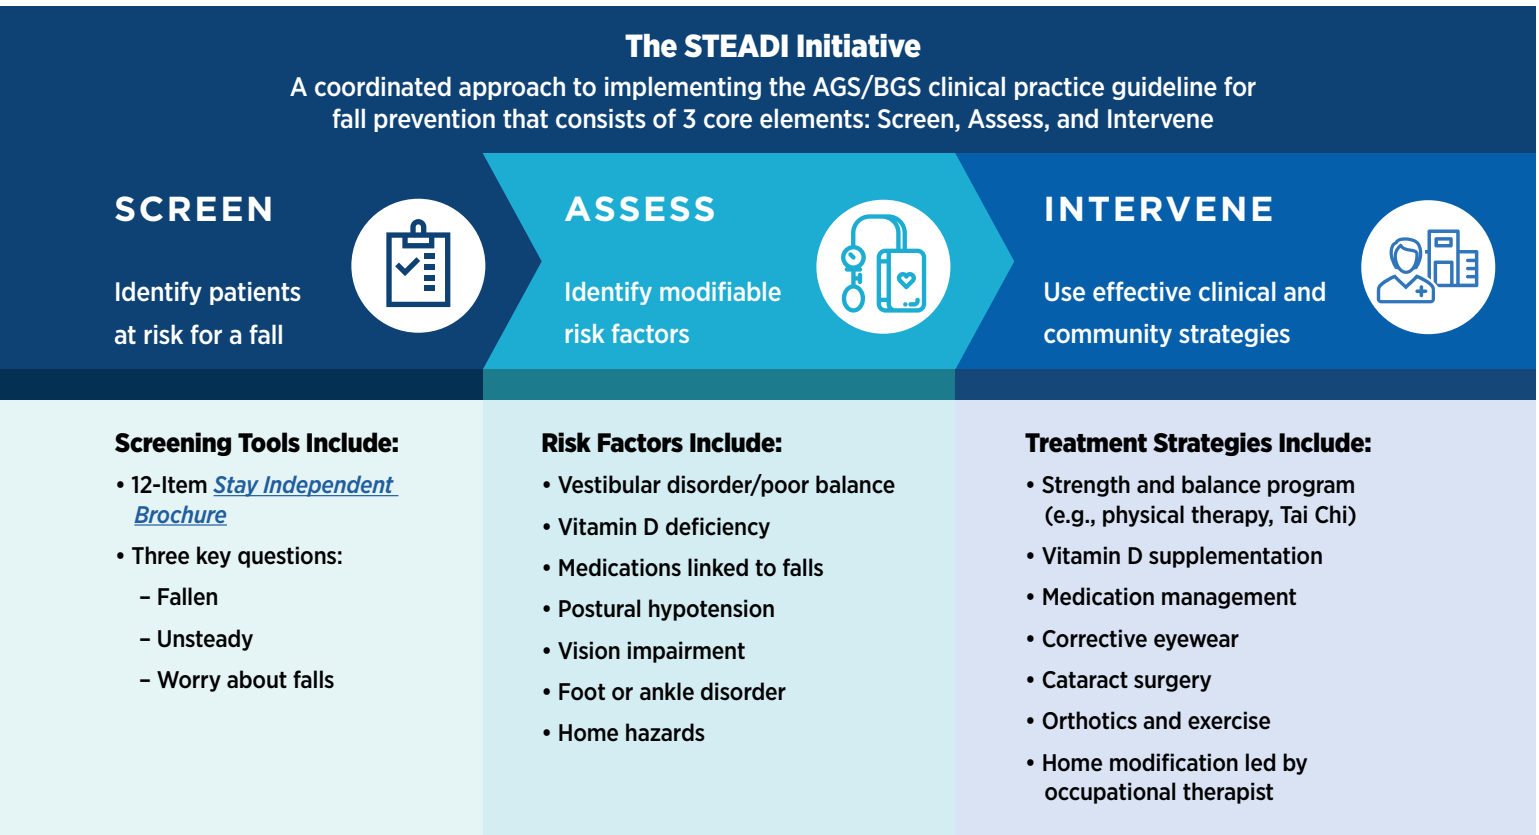 The STEADI Initiative
A coordinated approach to implementing the AGS/BGS clinical practice guideline for
fall prevention that consists of 3 core elements: Screen, Assess, and Intervene
SCREEN
Identify patients
at risk for a fall
ASSESS
Identify modifiable
risk factors
INTERVENE
Use effective clinical and
community strategies
Screening Tools Include:
• 12-Item Stay Independent
Brochure
• Three key questions:
– Fallen
– Unsteady
– Worry about falls
Risk Factors Include:
• Vestibular disorder/poor balance
• Vitamin D deficiency
• Medications linked to falls
• Postural hypotension
• Vision impairment
• Foot or ankle disorder
• Home hazards
Treatment Strategies Include:
• Strength and balance program
(e.g., physical therapy, Tai Chi)
• Vitamin D supplementation
• Medication management
• Corrective eyewear
• Cataract surgery
• Orthotics and exercise
• Home modification led by
occupational therapist